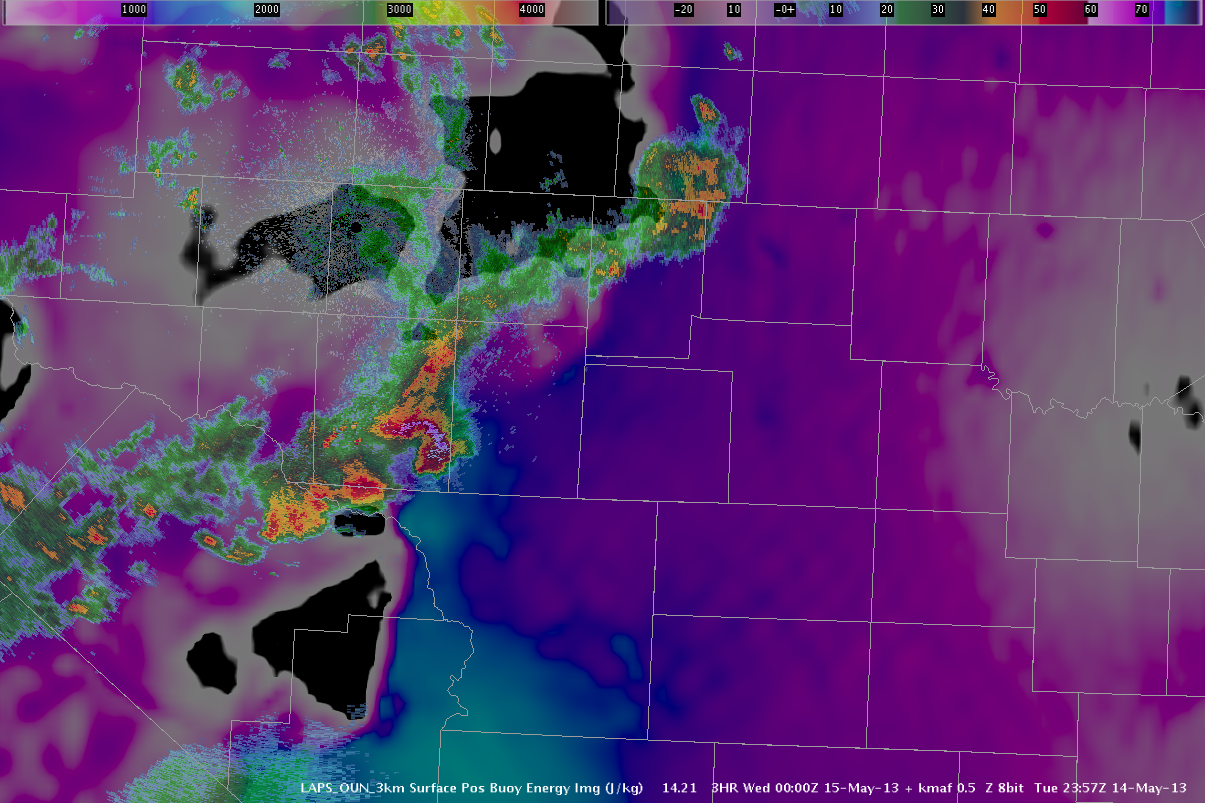 1000 2000 3000 4000 -20 10 -0+ 10 20 30 40 50 60 70
LAPS_OUN_3km Surface Pos Buoy Energy Img (J/kg) 14.21 3HR Wed 00:00Z 15-May-13 + kmaf 0.5 Z 8bit Tue 23:57Z 14-May-13